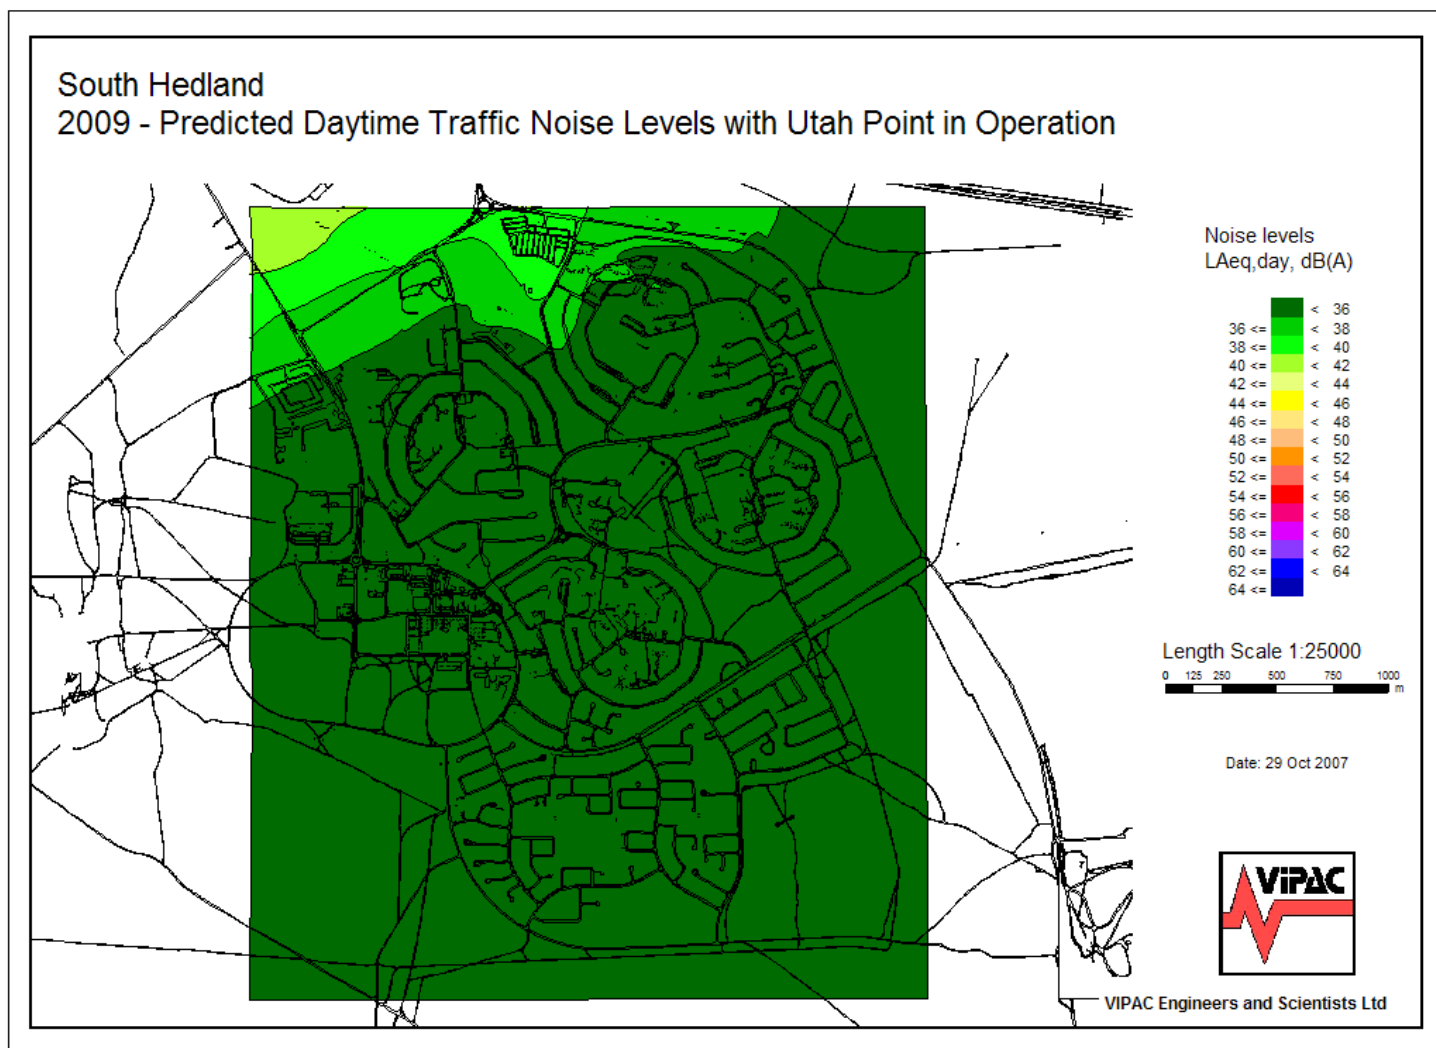 South Hedland
2009 - Predicted Daytime Traffic Noise Levels with Utah Point in Operation
Noise levels
LAeq,day, dB(A)
< 36
36 <= < 38
38 <= < 40
40 <= < 42
42 <= < 44
44 <= < 46
46 <= < 48
48 <= < 50
50 <= < 52
52 <= < 54
54 <= < 56
56 <= < 58
58 <= < 60
60 <= < 62
62 <= < 64
64 <=
Length Scale 1:25000
0 125 250 500 750 1000
m
Date: 29 Oct 2007
ViPAC
VIPAC Engineers and Scientists Ltd